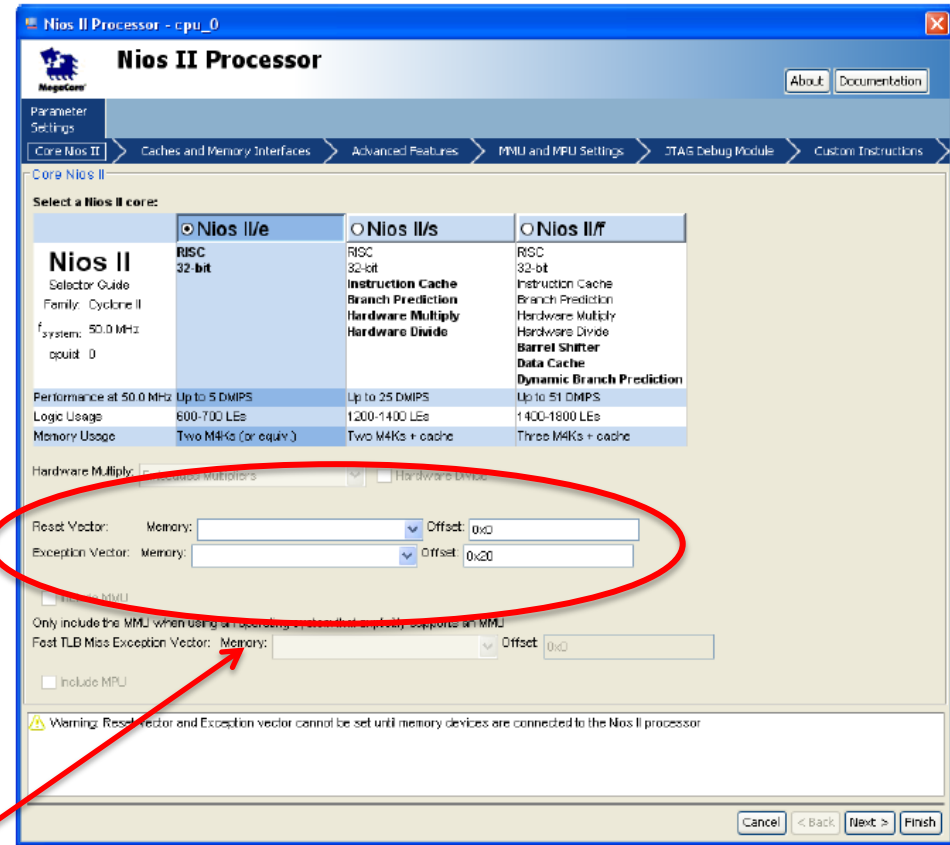 Nios II Processor - cpu_0
MegaCore'
Nios II Processor
About Documentation
Parameter
Settings
Core Nios II Caches and Memory Interfaces Advanced Features MMU and MPU Settings JTAG Debug Module Custom Instructions
Core Nios II
Select a Nios II core:
Nios II/e Nios II/s Nios II/f
Nios II
Selector Guide
Family: Cyclone II
fsystem: 50.0 MHz
cpuid: 0
RISC
32-bit
RISC
32-bit
Instruction Cache
Branch Prediction
Hardware Multiply
Hardware Divide
RISC
32-bit
Instruction Cache
Branch Prediction
Hardware Multiply
Hardware Divide
Barrel Shifter
Data Cache
Dynamic Branch Prediction
Performance at 50.0 MHz Up to 5 DMIPS Up to 25 DMIPS Up to 51 DMIPS
Logic Usage 600-700 LEs 1200-1400 LEs 1400-1800 LEs
Memory Usage Two M4Ks (or equiv.) Two M4Ks + cache Three M4Ks + cache
Hardware Multiply: Embedded Multipliers Hardware Divide
Reset Vector: Memory: Offset: 0x0
Exception Vector: Memory: Offset: 0x20
Include MMU
Only include the MMU when using an operating system that explicitly supports an MMU
Fast TLB Miss Exception Vector: Memory: Offset: 0x0
Include MPU
Warning: Reset vector and Exception vector cannot be set until memory devices are connected to the Nios II processor
Cancel < Back Next > Finish